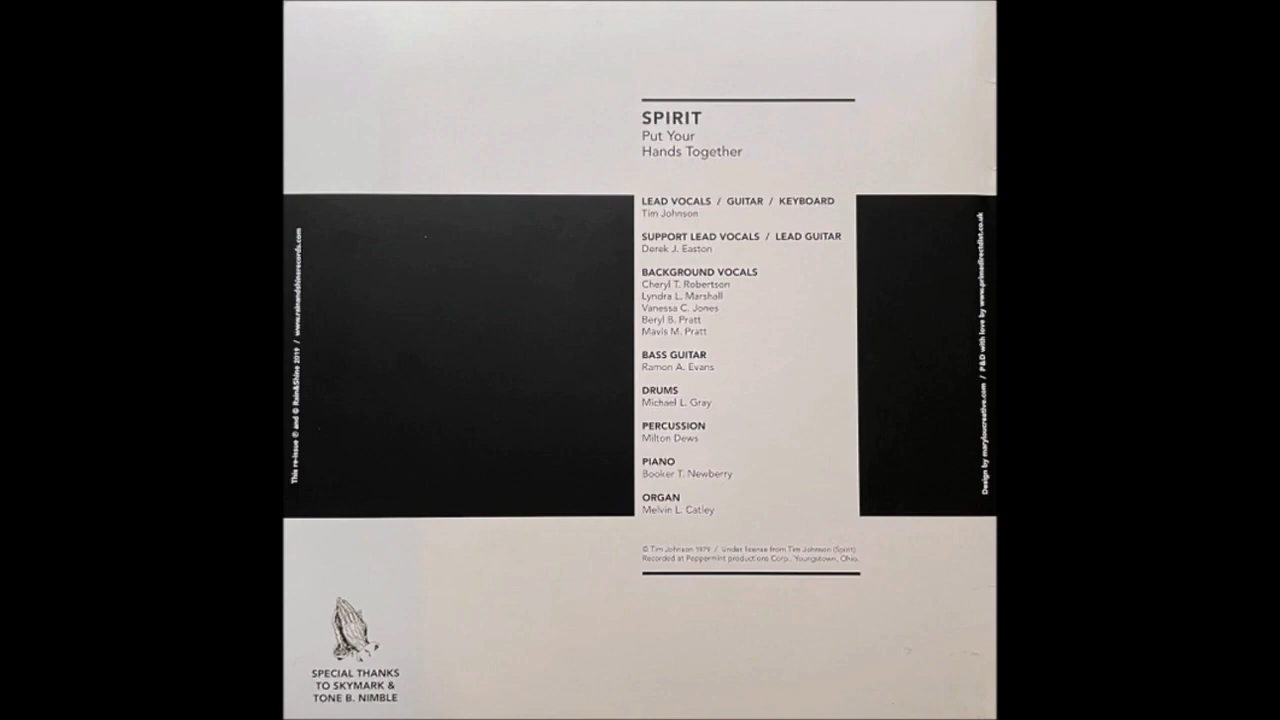 SPIRIT
Put Your
Hands Together
LEAD VOCALS / GUITAR / KEYBOARD
Tim Johnson
SUPPORT LEAD VOCALS / LEAD GUITAR
Derek J. Easton
BACKGROUND VOCALS
Cheryl T. Robertson
Lyndra L. Marshall
Vanessa C. Jones
Beryl B. Pratt
Mavis M. Pratt
BASS GUITAR
Ramon A. Evans
DRUMS
Michael L. Gray
PERCUSSION
Milton Dews
PIANO
Booker T. Newberry
ORGAN
Melvin L. Catley
© Tim Johnson 1979 / Under license from Tim Johnson (Spirit)
Recorded at Peppermint productions Corp., Youngstown, Ohio.
This re-issue ℗ and © Rain&Shine 2019 / www.rainandshinerecords.com
Design by maryloucreative.com / P&D with love by www.primedirectdist.co.uk
SPECIAL THANKS
TO SKYMARK &
TONE B. NIMBLE